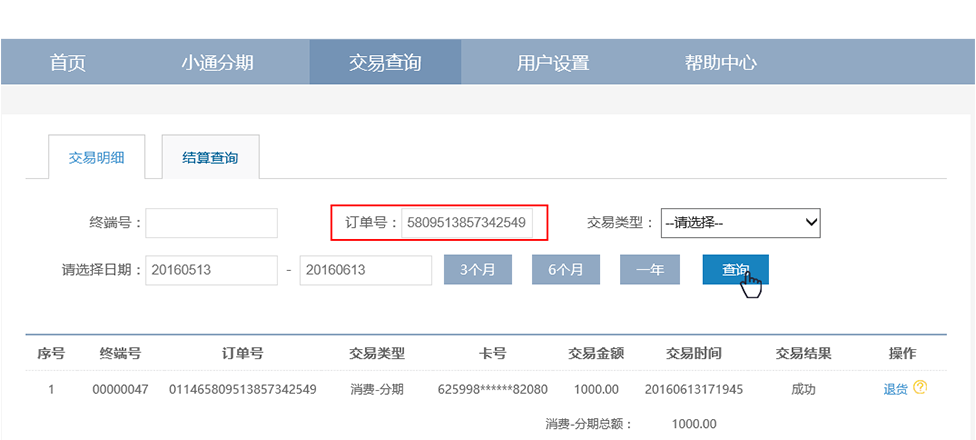 首页 小通分期 交易查询 用户设置 帮助中心
交易明细 结算查询
终端号： 订单号： 5809513857342549 交易类型： --请选择--
请选择日期： 20160513 - 20160613 3个月 6个月 一年 查询
序号 终端号 订单号 交易类型 卡号 交易金额 交易时间 交易结果 操作
1 00000047 011465809513857342549 消费-分期 625998******82080 1000.00 20160613171945 成功 退货 ?
消费-分期总额： 1000.00